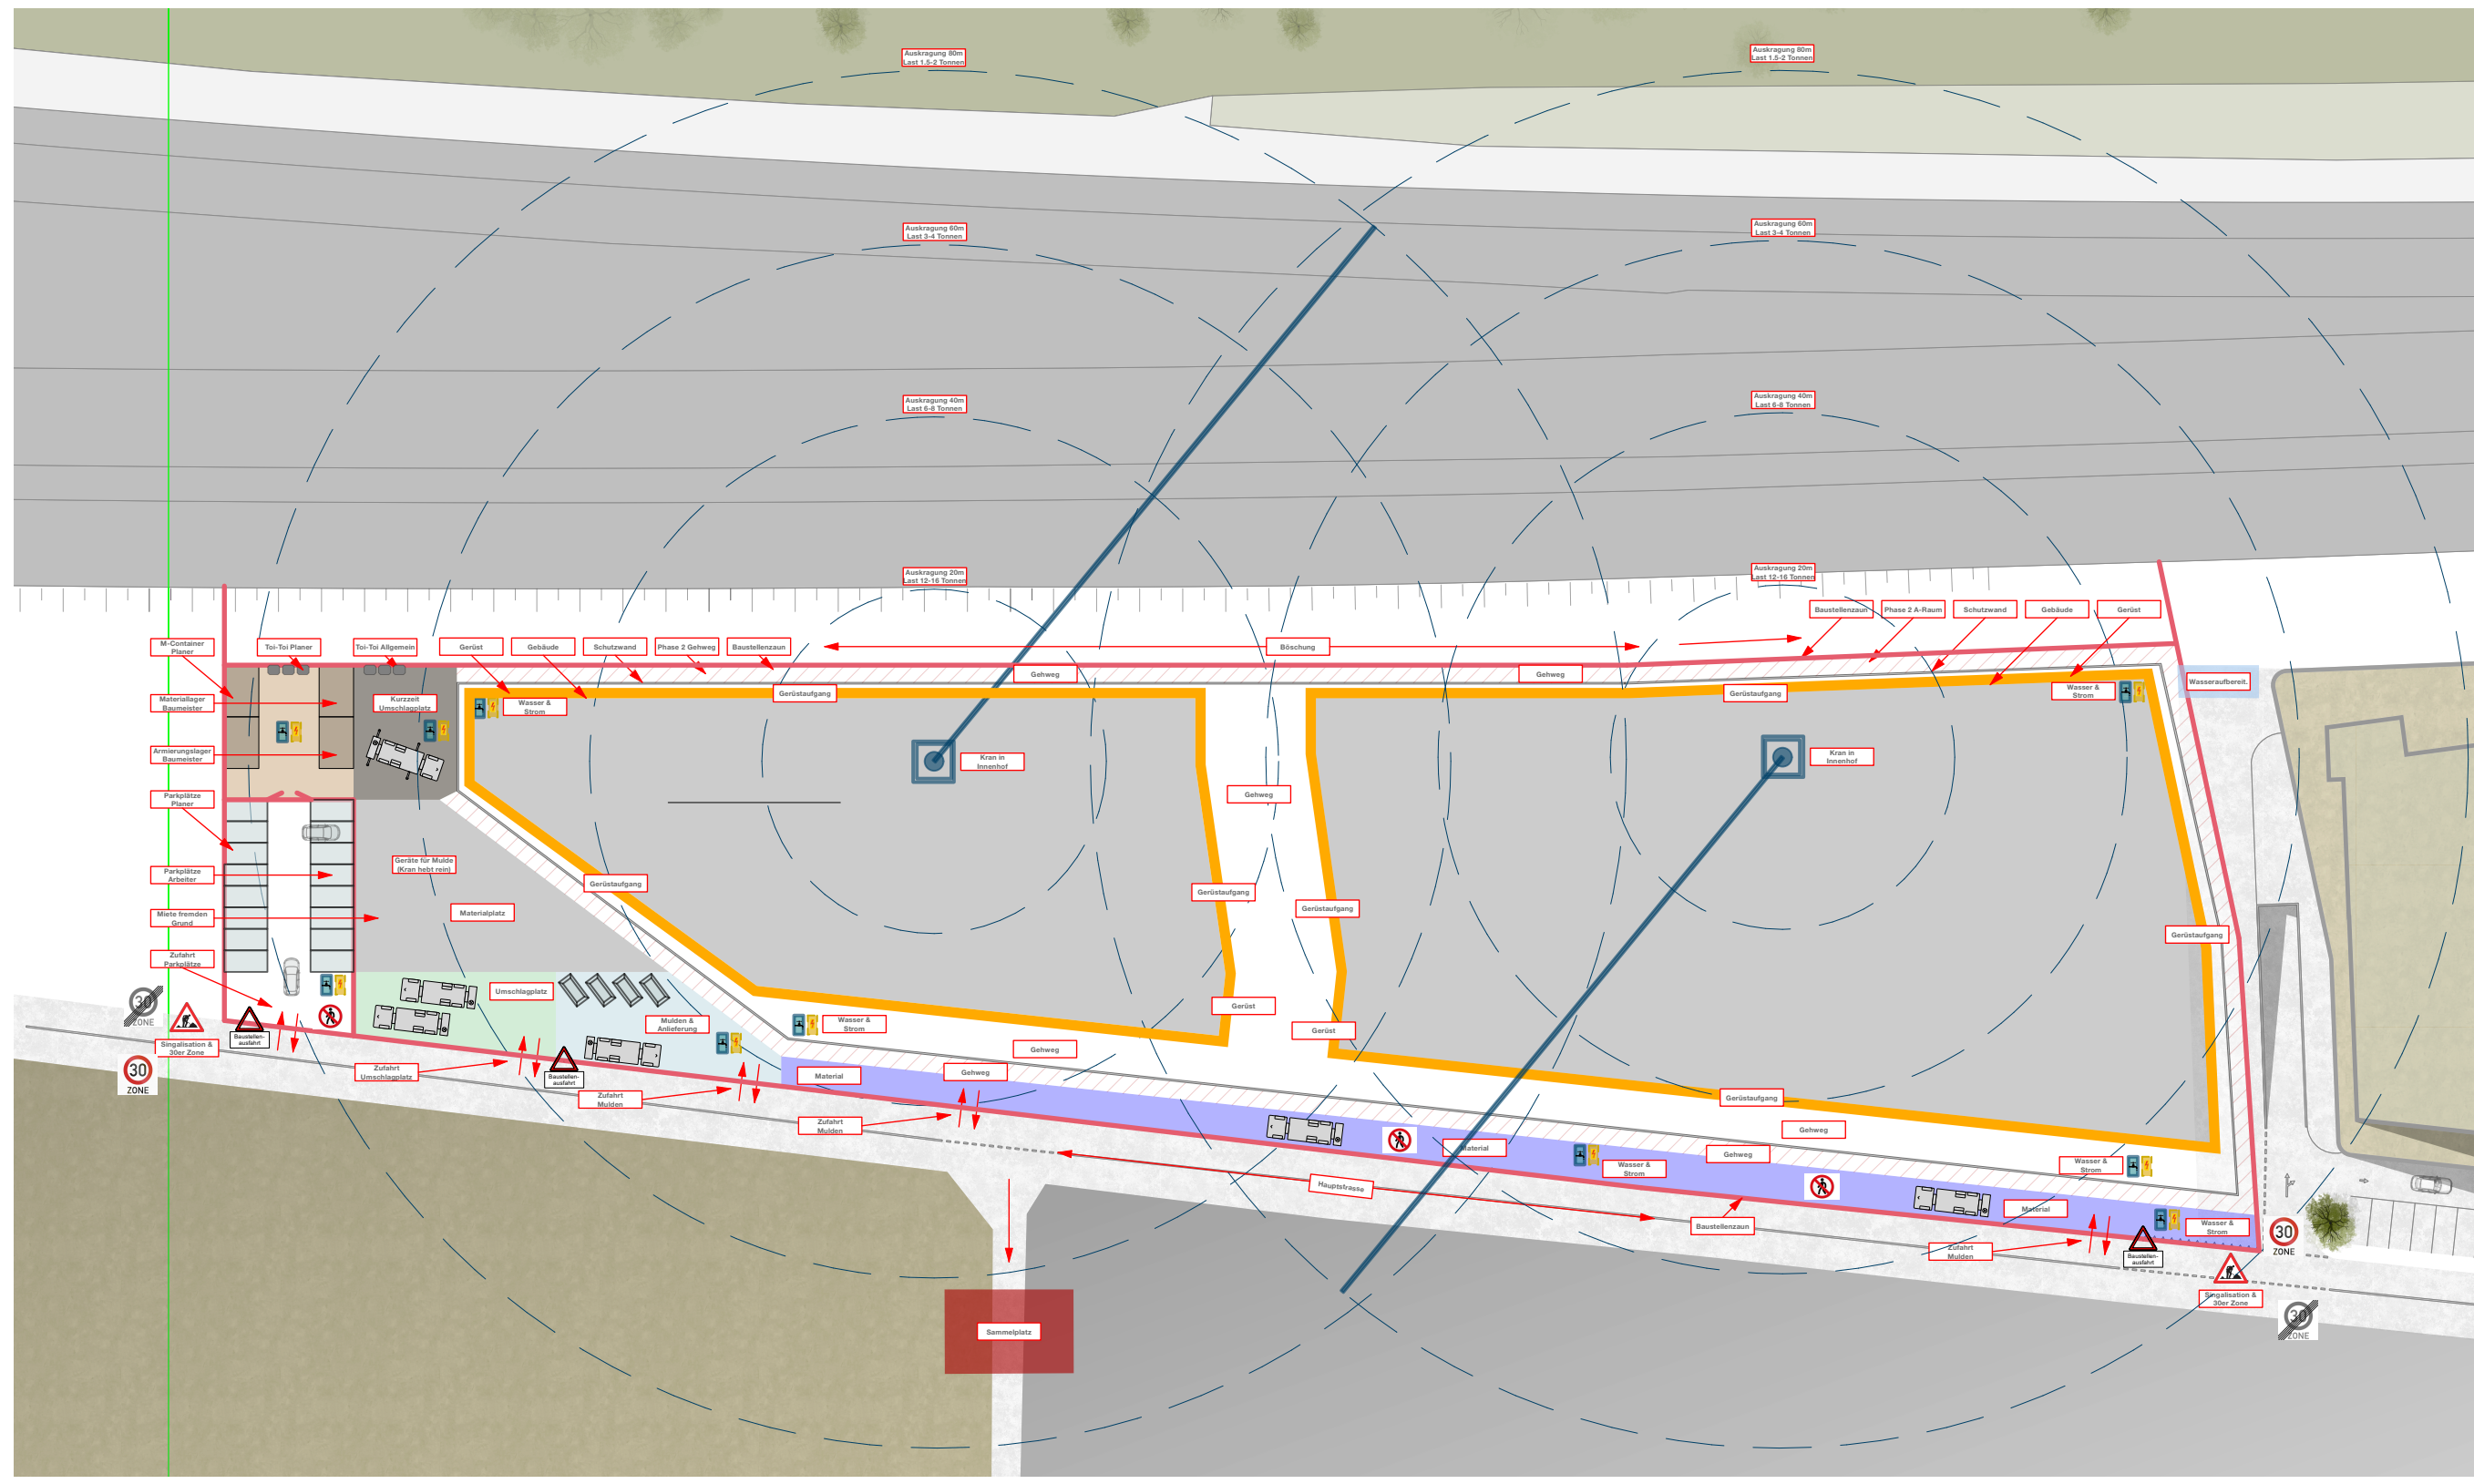 Auskragung 80m
Last 1.5-2 Tonnen
Auskragung 80m
Last 1.5-2 Tonnen
Auskragung 60m
Last 3-4 Tonnen
Auskragung 60m
Last 3-4 Tonnen
Auskragung 40m
Last 6-8 Tonnen
Auskragung 40m
Last 6-8 Tonnen
Auskragung 20m
Last 12-16 Tonnen
Auskragung 20m
Last 12-16 Tonnen
Baustellenzaun
Phase 2 A-Raum
Schutzwand
Gebäude
Gerüst
M-Container
Planer
Toi-Toi Planer
Toi-Toi Allgemein
Gerüst
Gebäude
Schutzwand
Phase 2 Gehweg
Baustellenzaun
Böschung
Gehweg
Gehweg
Wasseraufbereit.
Materiallager
Baumeister
Kurzzeit
Umschlagplatz
Wasser &
Strom
Gerüstaufgang
Gerüstaufgang
Wasser &
Strom
Armierungslager
Baumeister
Kran in
Innenhof
Kran in
Innenhof
Parkplätze
Planer
Gehweg
Geräte für Mulde
(Kran hebt rein)
Parkplätze
Arbeiter
Gerüstaufgang
Gerüstaufgang
Gerüstaufgang
Miete fremden
Grund
Materialplatz
Gerüstaufgang
Zufahrt
Parkplätze
Umschlagplatz
Gerüst
30
ZONE
Mulden &
Anlieferung
Wasser &
Strom
Gerüst
Baustellen-
ausfahrt
Singalisation &
30er Zone
Gehweg
30
ZONE
Zufahrt
Umschlagplatz
Baustellen-
ausfahrt
Material
Gehweg
Zufahrt
Mulden
Gerüstaufgang
Zufahrt
Mulden
Gehweg
Material
Gehweg
Wasser &
Strom
Wasser &
Strom
Hauptstrasse
Baustellenzaun
Material
Wasser &
Strom
Zufahrt
Mulden
Baustellen-
ausfahrt
30
ZONE
Singalisation &
30er Zone
30
ZONE
Sammelplatz